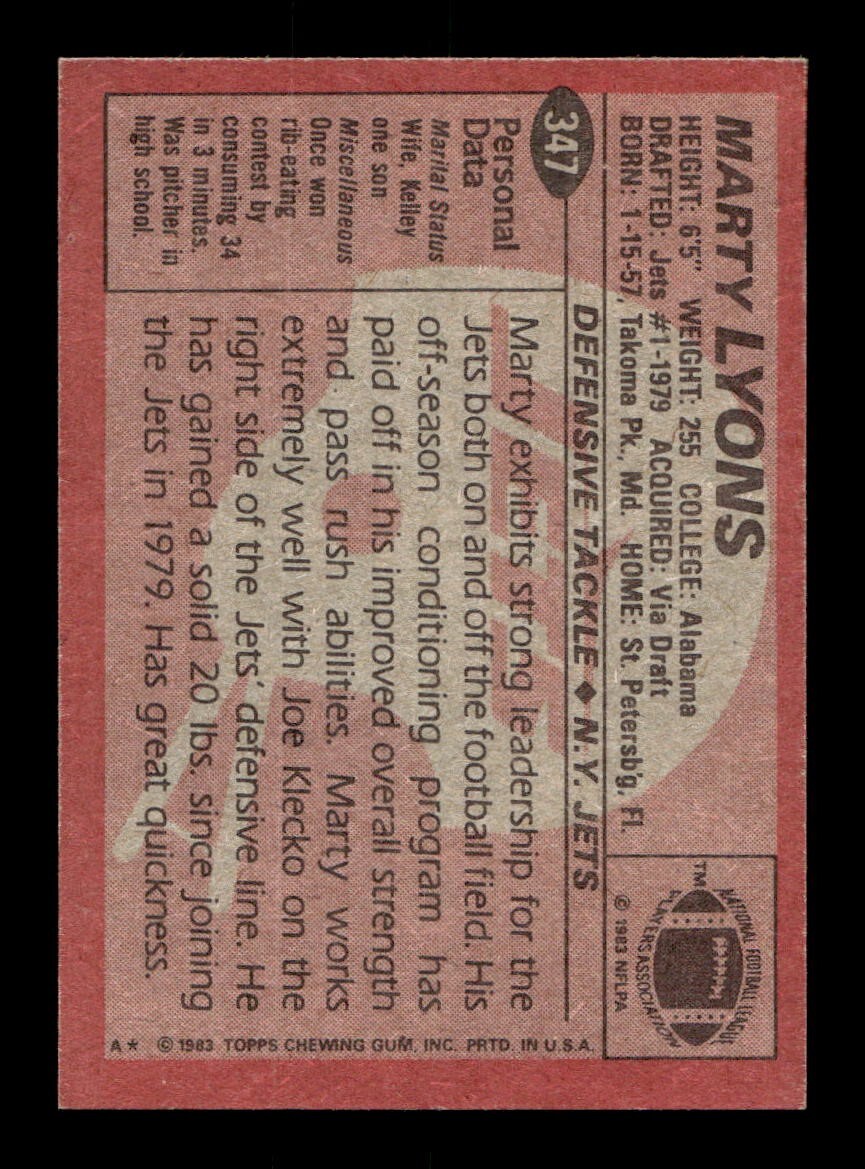 MARTY LYONS
HEIGHT: 6'5" WEIGHT: 255 COLLEGE: Alabama
DRAFTED: Jets #1-1979 ACQUIRED: Via Draft
BORN: 1-15-57, Takoma Pk., Md. HOME: St. Petersb'g, Fl.
NATIONAL FOOTBALL LEAGUE
PLAYERS ASSOCIATION
TM
© 1983 NFLPA
347
DEFENSIVE TACKLE ◆ N.Y. JETS
Personal
Data
Marital Status
Wife, Kelley
one son
Miscellaneous
Once won
rib-eating
contest by
consuming 34
in 3 minutes.
Was pitcher in
high school.
Marty exhibits strong leadership for the
Jets both on and off the football field. His
off-season conditioning program has
paid off in his improved overall strength
and pass rush abilities. Marty works
extremely well with Joe Klecko on the
right side of the Jets' defensive line. He
has gained a solid 20 lbs. since joining
the Jets in 1979. Has great quickness.
A* © 1983 TOPPS CHEWING GUM, INC. PRTD. IN U.S.A.